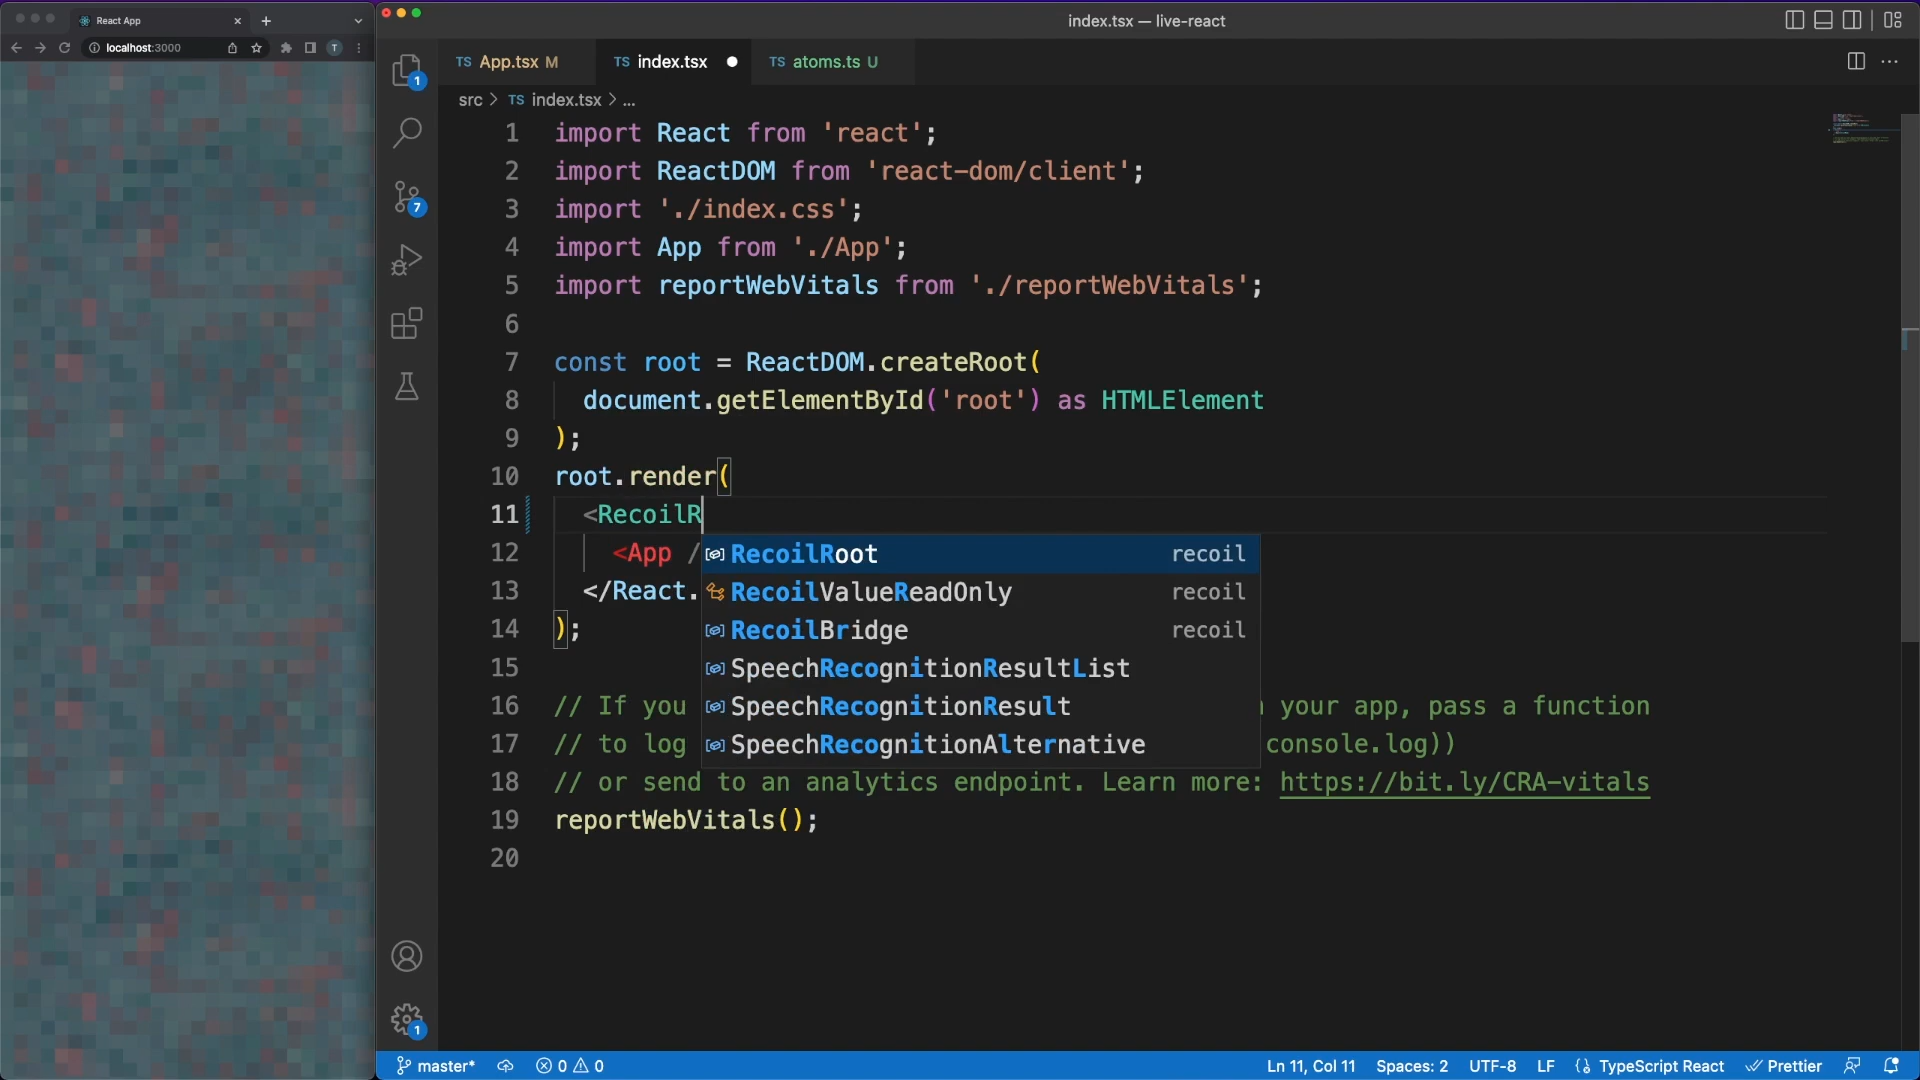 React App
localhost:3000
T
index.tsx — live-react
TS App.tsx M
TS index.tsx
TS atoms.ts U
src > TS index.tsx > ...
1 import React from 'react';
2 import ReactDOM from 'react-dom/client';
3 import './index.css';
4 import App from './App';
5 import reportWebVitals from './reportWebVitals';
6
7 const root = ReactDOM.createRoot(
8 document.getElementById('root') as HTMLElement
9 );
10 root.render(
11 <RecoilR
12 <App /
13 </React.
14 );
15
16 // If you your app, pass a function
17 // to log console.log))
18 // or send to an analytics endpoint. Learn more: https://bit.ly/CRA-vitals
19 reportWebVitals();
20
RecoilRoot recoil
RecoilValueReadOnly recoil
RecoilBridge recoil
SpeechRecognitionResultList
SpeechRecognitionResult
SpeechRecognitionAlternative
1
7
1
master* 0 0 Ln 11, Col 11 Spaces: 2 UTF-8 LF {} TypeScript React Prettier